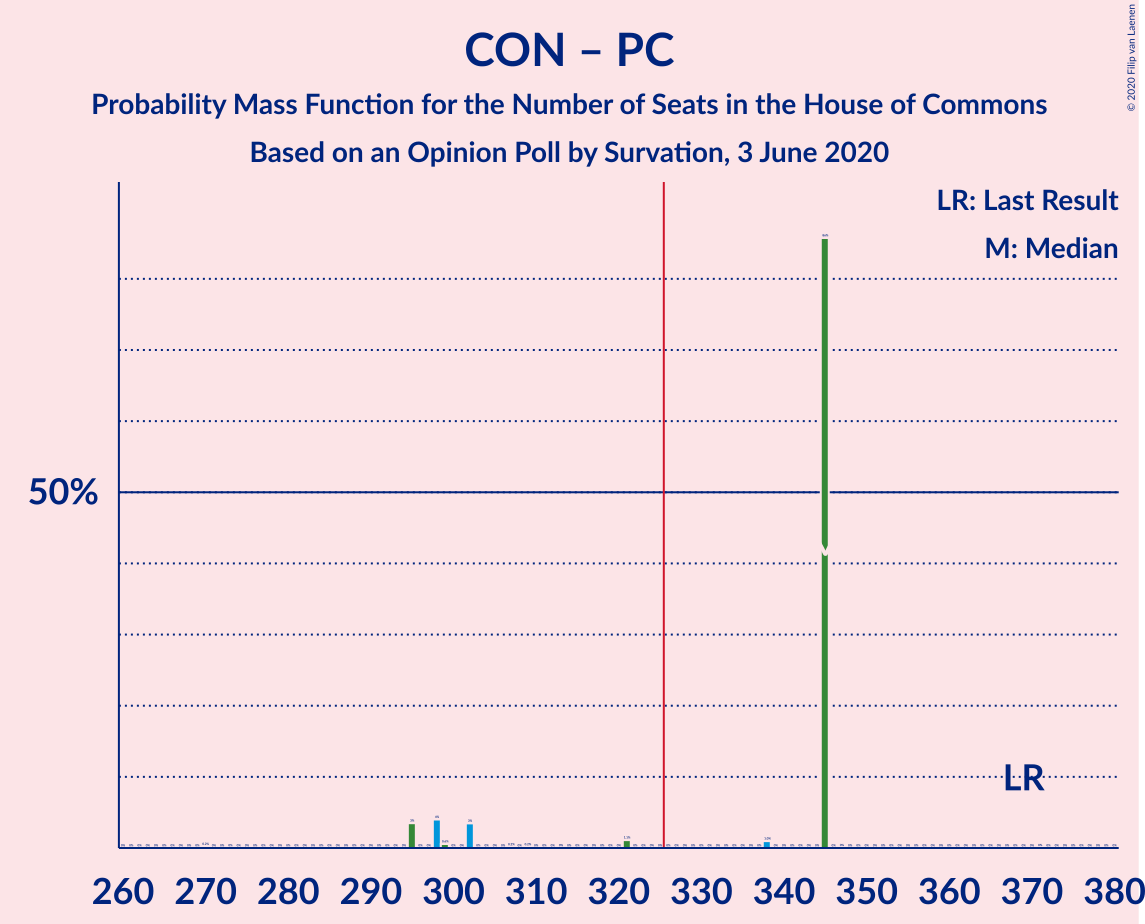 CON – PC
Probability Mass Function for the Number of Seats in the House of Commons
Based on an Opinion Poll by Survation, 3 June 2020
© 2020 Filip van Laenen
LR: Last Result
M: Median
50%
LR
260 270 280 290 300 310 320 330 340 350 360 370 380